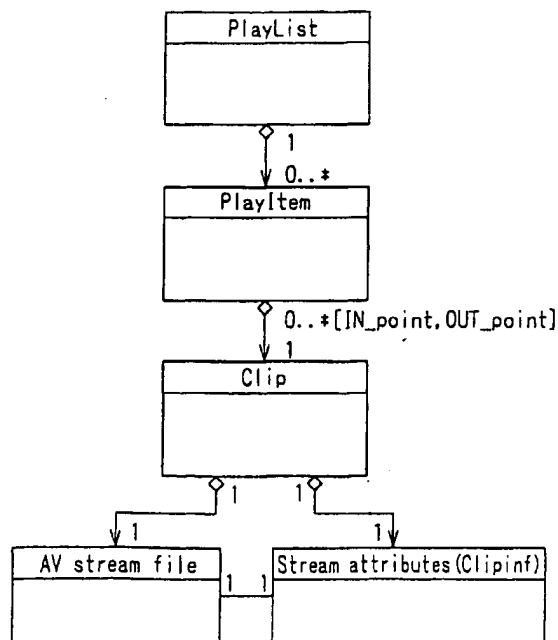 PlayList
1
0..*
PlayItem
0..*[IN_point,OUT_point]
1
Clip
1 1
1 1
AV stream file
Stream attributes(Clipinf)
1 1